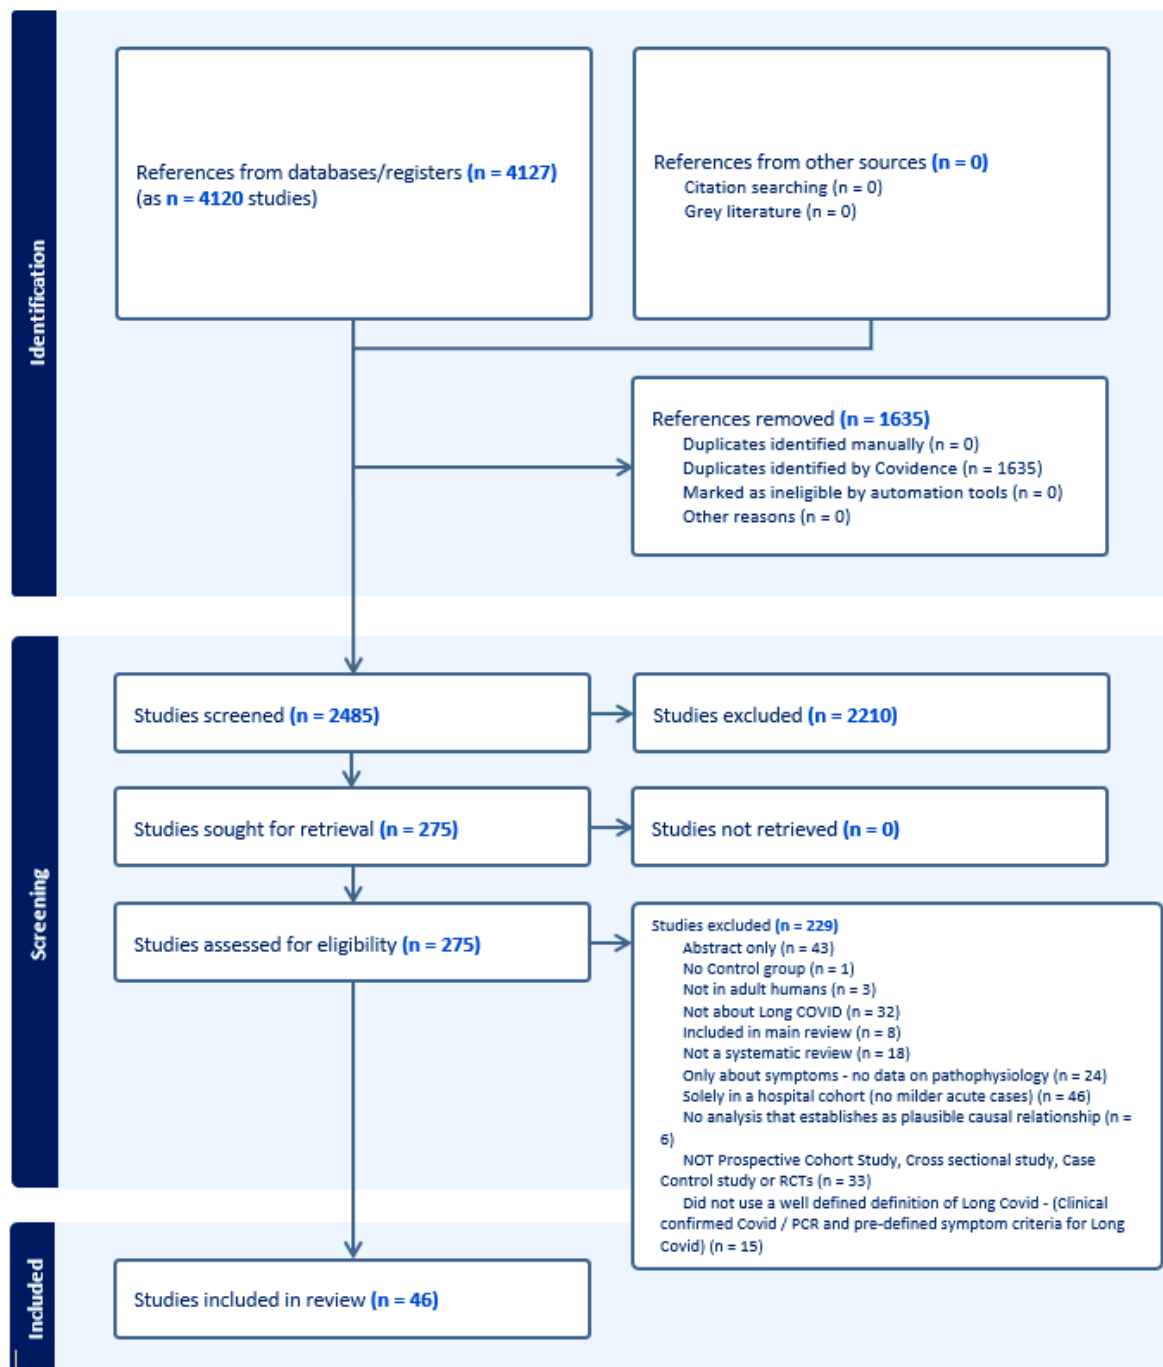 Identification
References from databases/registers (n = 4127)
(as n = 4120 studies)
References from other sources (n = 0)
Citation searching (n = 0)
Grey literature (n = 0)
References removed (n = 1635)
Duplicates identified manually (n = 0)
Duplicates identified by Covidence (n = 1635)
Marked as ineligible by automation tools (n = 0)
Other reasons (n = 0)
Screening
Studies screened (n = 2485)
Studies excluded (n = 2210)
Studies sought for retrieval (n = 275)
Studies not retrieved (n = 0)
Studies assessed for eligibility (n = 275)
Studies excluded (n = 229)
Abstract only (n = 43)
No Control group (n = 1)
Not in adult humans (n = 3)
Not about Long COVID (n = 32)
Included in main review (n = 8)
Not a systematic review (n = 18)
Only about symptoms - no data on pathophysiology (n = 24)
Solely in a hospital cohort (no milder acute cases) (n = 46)
No analysis that establishes as plausible causal relationship (n =
6)
NOT Prospective Cohort Study, Cross sectional study, Case
Control study or RCTs (n = 33)
Did not use a well defined definition of Long Covid - (Clinical
confirmed Covid / PCR and pre-defined symptom criteria for Long
Covid) (n = 15)
Included
Studies included in review (n = 46)